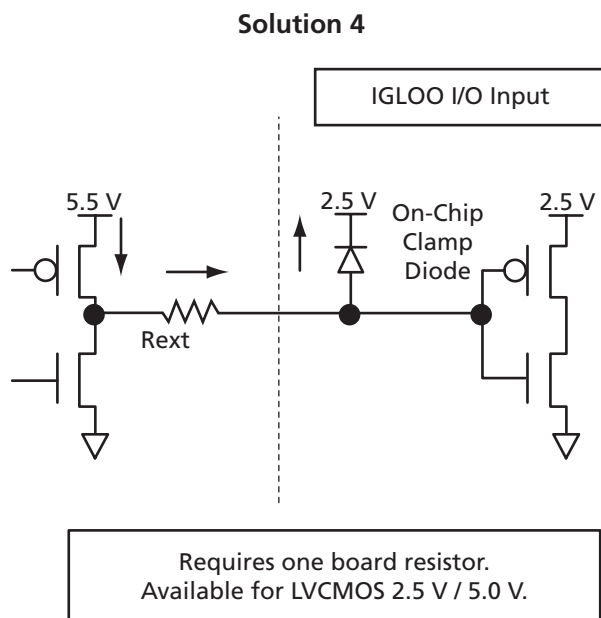 Solution 4
IGLOO I/O Input
5.5 V
2.5 V
On-Chip
Clamp
Diode
2.5 V
Rext
Requires one board resistor.
Available for LVCMOS 2.5 V / 5.0 V.